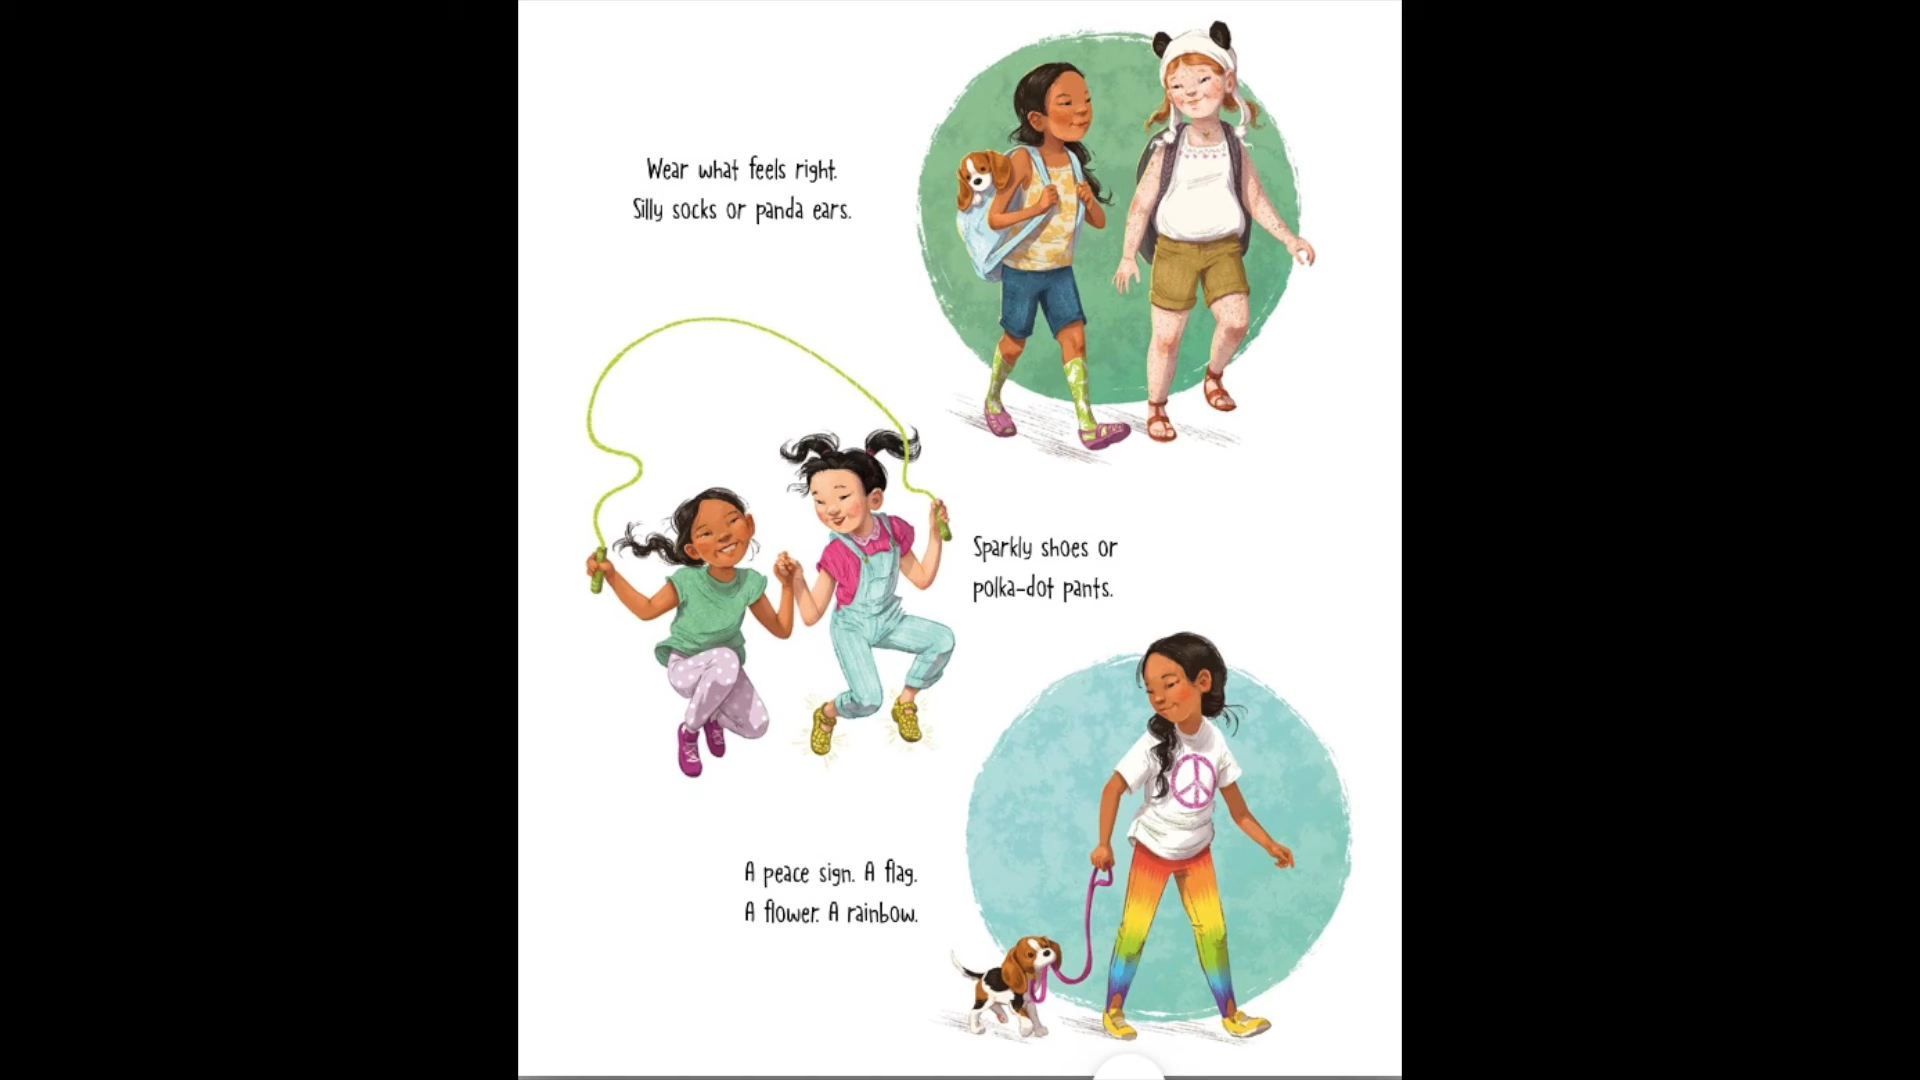 Wear what feels right.
Silly socks or panda ears.
Sparkly shoes or
polka-dot pants.
A peace sign. A flag.
A flower. A rainbow.